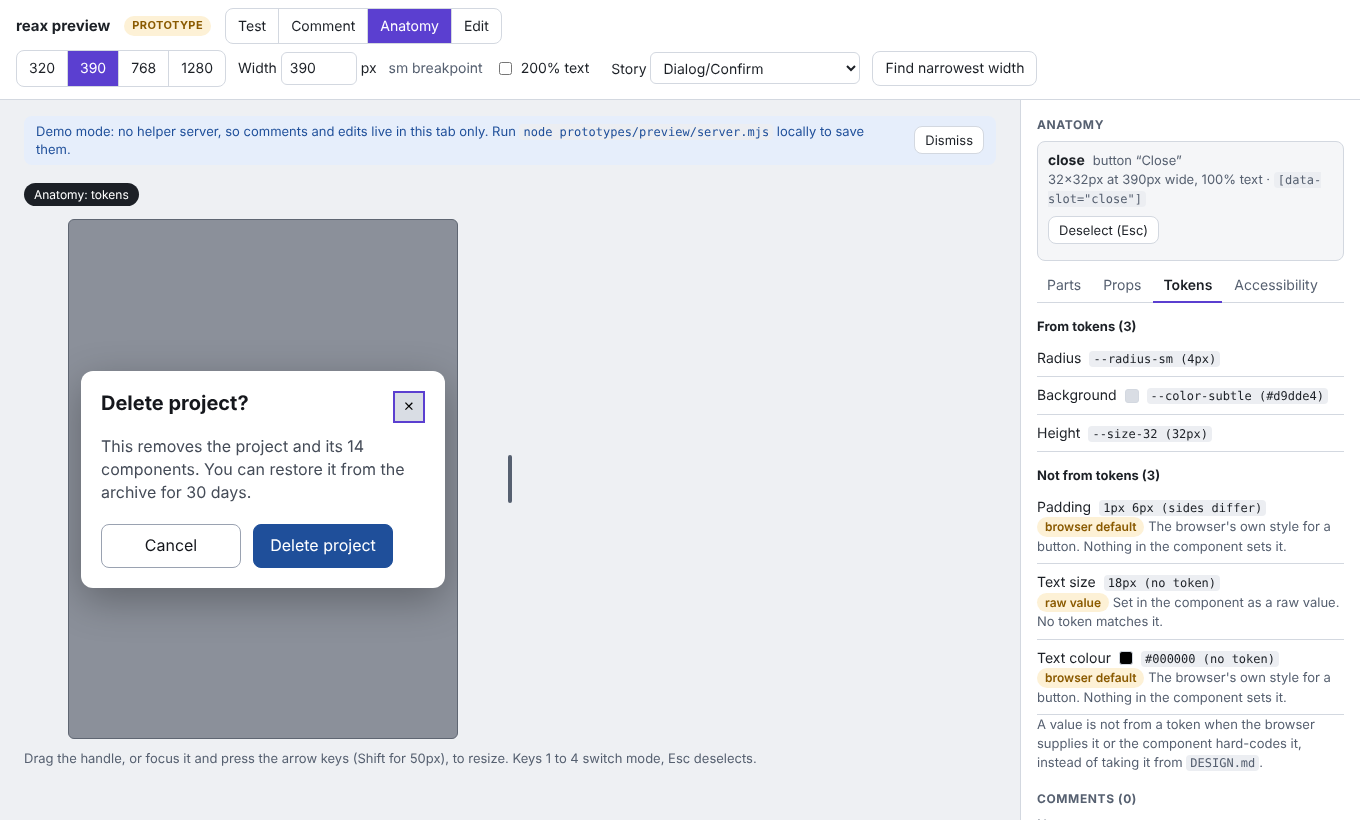 reax preview PROTOTYPE Test Comment Anatomy Edit
320 390 768 1280 Width 390 px sm breakpoint 200% text Story Dialog/Confirm Find narrowest width
Demo mode: no helper server, so comments and edits live in this tab only. Run node prototypes/preview/server.mjs locally to save
them.
Dismiss
Anatomy: tokens
Delete project?
×
This removes the project and its 14
components. You can restore it from the
archive for 30 days.
Cancel Delete project
Drag the handle, or focus it and press the arrow keys (Shift for 50px), to resize. Keys 1 to 4 switch mode, Esc deselects.
ANATOMY
close button “Close”
32×32px at 390px wide, 100% text · [data-
slot="close"]
Deselect (Esc)
Parts Props Tokens Accessibility
From tokens (3)
Radius --radius-sm (4px)
Background --color-subtle (#d9dde4)
Height --size-32 (32px)
Not from tokens (3)
Padding 1px 6px (sides differ)
browser default The browser's own style for a
button. Nothing in the component sets it.
Text size 18px (no token)
raw value Set in the component as a raw value.
No token matches it.
Text colour #000000 (no token)
browser default The browser's own style for a
button. Nothing in the component sets it.
A value is not from a token when the browser
supplies it or the component hard-codes it,
instead of taking it from DESIGN.md.
COMMENTS (0)